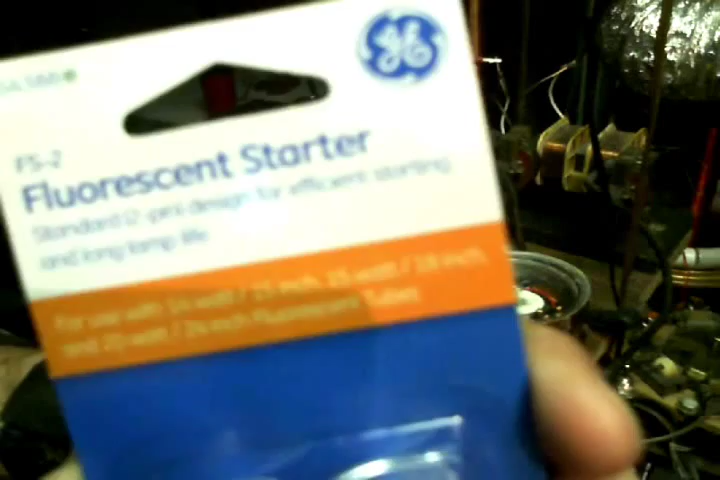 GE
FS-2
Fluorescent Starter
Standard 2-pin design for efficient starting
and long lamp life
For use with 14 watt / 15 inch, 15 watt / 18 inch,
and 20 watt / 24 inch Fluorescent Tubes